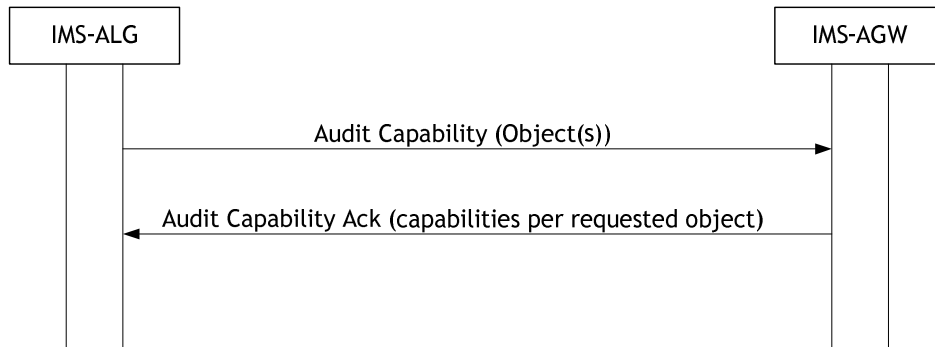 IMS-ALG
IMS-AGW
Audit Capability (Object(s))
Audit Capability Ack (capabilities per requested object)